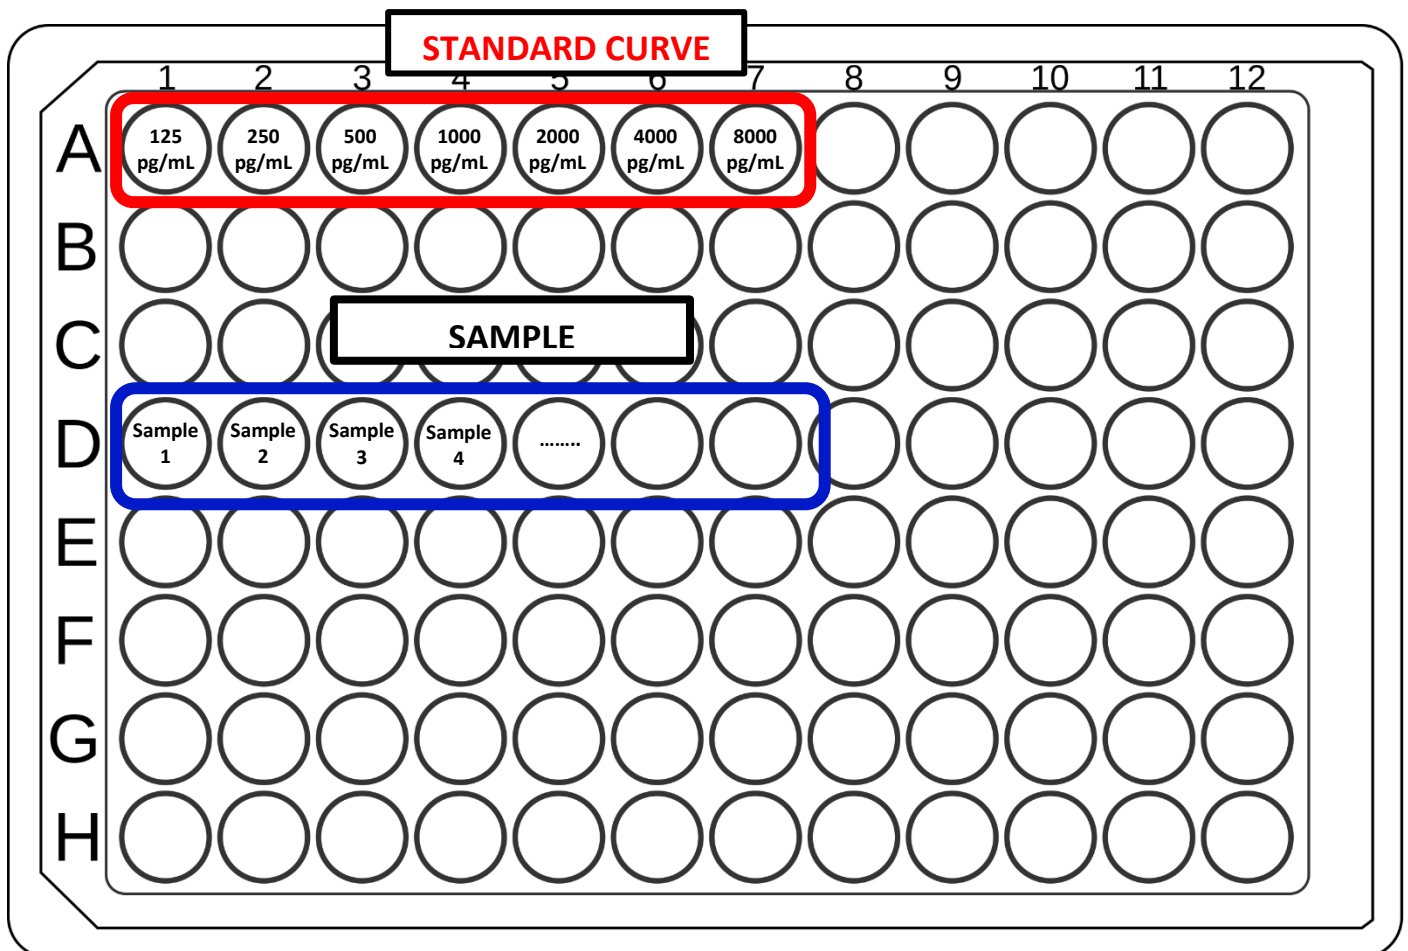 STANDARD CURVE
1 2 3 4 5 6 7 8 9 10 11 12
A
125 250 500 1000 2000 4000 8000
pg/mL pg/mL pg/mL pg/mL pg/mL pg/mL pg/mL
B
C
SAMPLE
D
Sample Sample Sample Sample ........
1 2 3 4
E
F
G
H